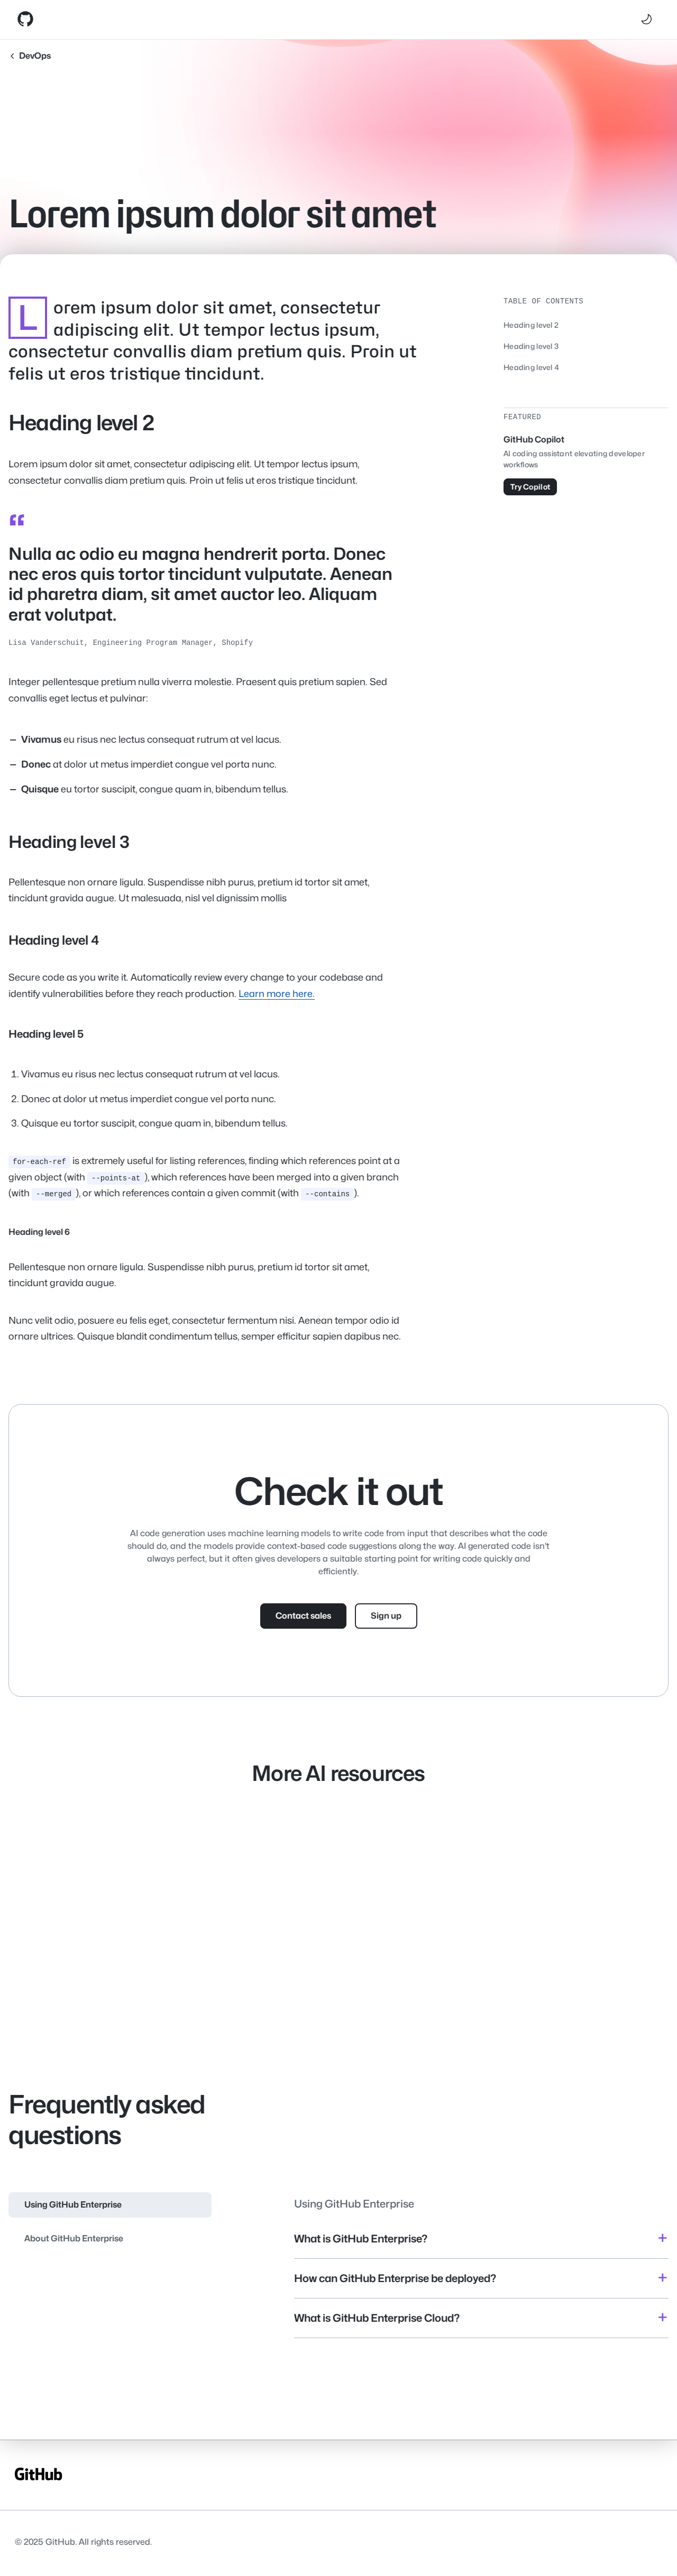 DevOps
Lorem ipsum dolor sit amet
Lorem ipsum dolor sit amet, consectetur
adipiscing elit. Ut tempor lectus ipsum,
consectetur convallis diam pretium quis. Proin ut
felis ut eros tristique tincidunt.
Heading level 2
Lorem ipsum dolor sit amet, consectetur adipiscing elit. Ut tempor lectus ipsum,
consectetur convallis diam pretium quis. Proin ut felis ut eros tristique tincidunt.
“
Nulla ac odio eu magna hendrerit porta. Donec
nec eros quis tortor tincidunt vulputate. Aenean
id pharetra diam, sit amet auctor leo. Aliquam
erat volutpat.
Lisa Vanderschuit, Engineering Program Manager, Shopify
Integer pellentesque pretium nulla viverra molestie. Praesent quis pretium sapien. Sed
convallis eget lectus et pulvinar:
— Vivamus eu risus nec lectus consequat rutrum at vel lacus.
— Donec at dolor ut metus imperdiet congue vel porta nunc.
— Quisque eu tortor suscipit, congue quam in, bibendum tellus.
Heading level 3
Pellentesque non ornare ligula. Suspendisse nibh purus, pretium id tortor sit amet,
tincidunt gravida augue. Ut malesuada, nisl vel dignissim mollis
Heading level 4
Secure code as you write it. Automatically review every change to your codebase and
identify vulnerabilities before they reach production. Learn more here.
Heading level 5
1. Vivamus eu risus nec lectus consequat rutrum at vel lacus.
2. Donec at dolor ut metus imperdiet congue vel porta nunc.
3. Quisque eu tortor suscipit, congue quam in, bibendum tellus.
for-each-ref is extremely useful for listing references, finding which references point at a
given object (with --points-at), which references have been merged into a given branch
(with --merged), or which references contain a given commit (with --contains).
Heading level 6
Pellentesque non ornare ligula. Suspendisse nibh purus, pretium id tortor sit amet,
tincidunt gravida augue.
Nunc velit odio, posuere eu felis eget, consectetur fermentum nisi. Aenean tempor odio id
ornare ultrices. Quisque blandit condimentum tellus, semper efficitur sapien dapibus nec.
TABLE OF CONTENTS
Heading level 2
Heading level 3
Heading level 4
FEATURED
GitHub Copilot
AI coding assistant elevating developer
workflows
Try Copilot
Check it out
AI code generation uses machine learning models to write code from input that describes what the code
should do, and the models provide context-based code suggestions along the way. AI generated code isn't
always perfect, but it often gives developers a suitable starting point for writing code quickly and
efficiently.
Contact sales
Sign up
More AI resources
Frequently asked
questions
Using GitHub Enterprise
About GitHub Enterprise
Using GitHub Enterprise
What is GitHub Enterprise?
How can GitHub Enterprise be deployed?
What is GitHub Enterprise Cloud?
GitHub
© 2025 GitHub. All rights reserved.